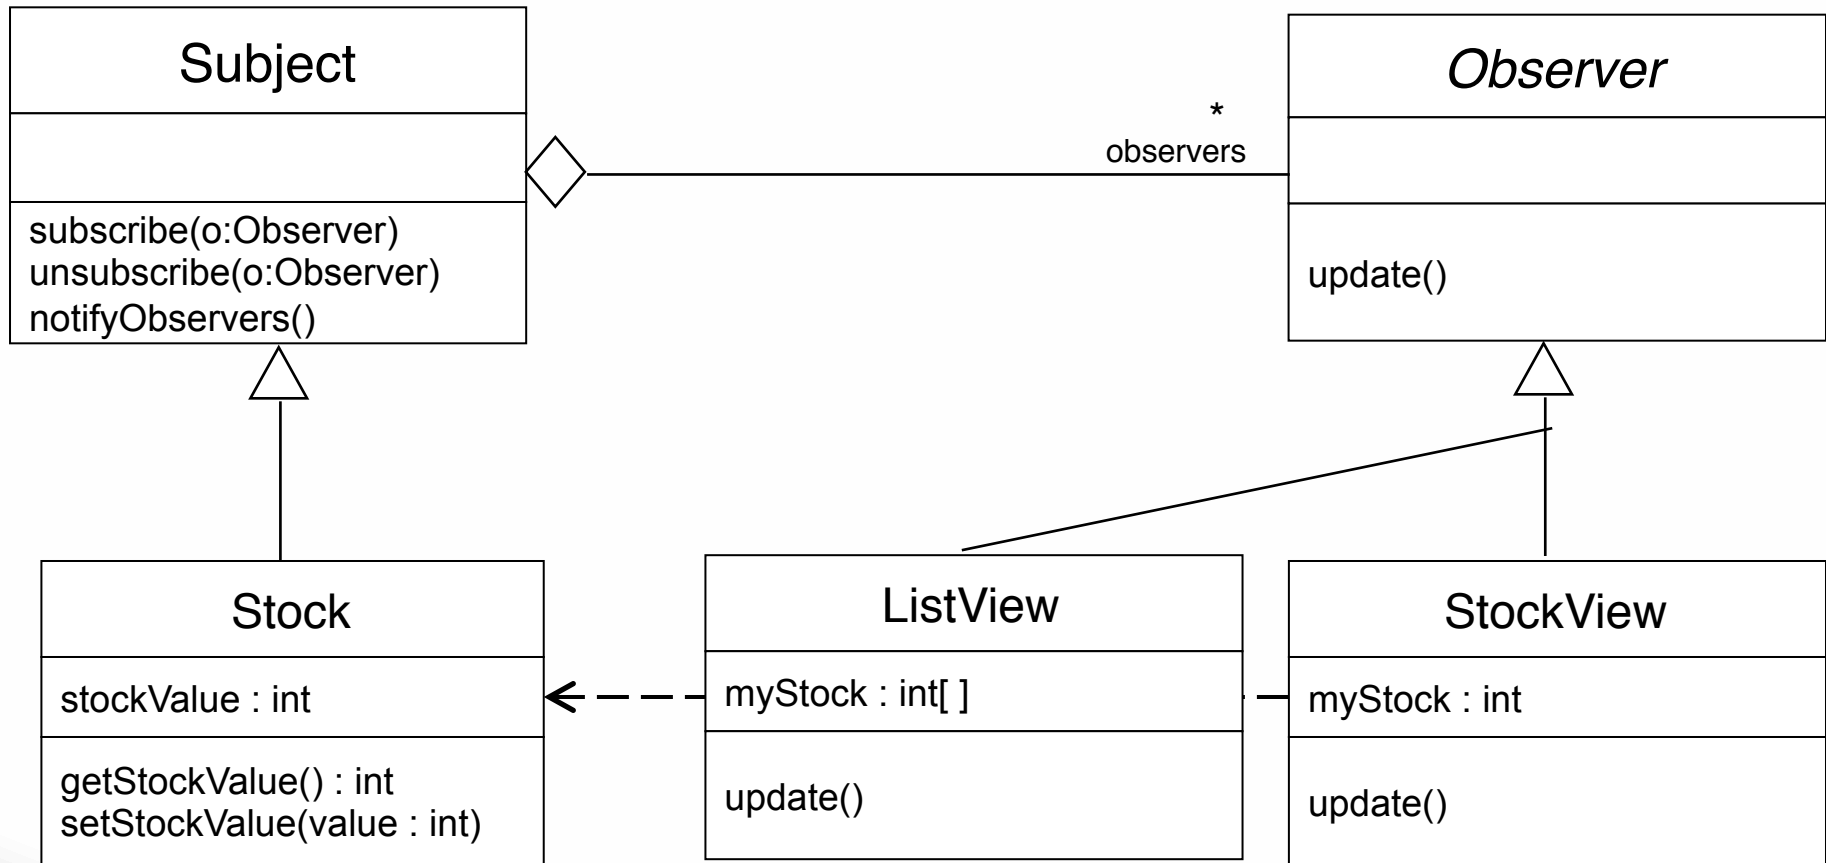 Subject
subscribe(o:Observer)
unsubscribe(o:Observer)
notifyObservers()
*
observers
Observer
update()
Stock
stockValue : int
getStockValue() : int
setStockValue(value : int)
ListView
myStock : int[ ]
update()
StockView
myStock : int
update()